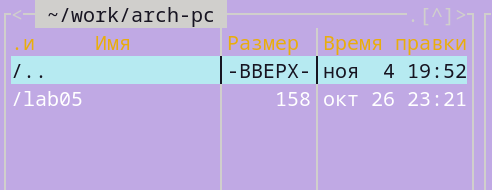 <─ ~/work/arch-pc ─.[^]>
.и Имя Размер Время правки
/.. -ВВЕРХ- ноя 4 19:52
/lab05 158 окт 26 23:21